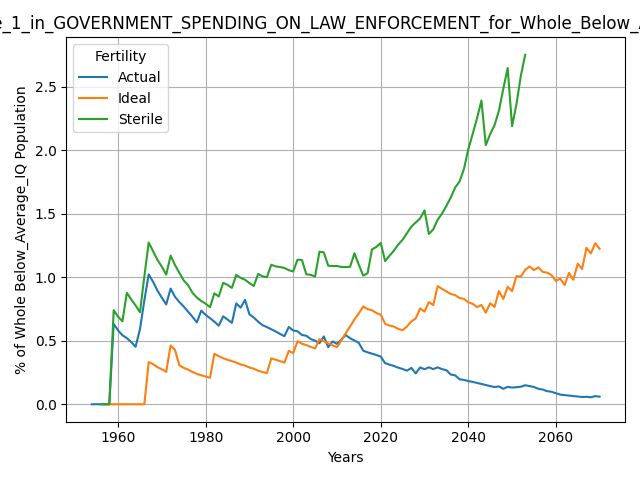 e_1_in_GOVERNMENT_SPENDING_ON_LAW_ENFORCEMENT_for_Whole_Below_
Fertility
Actual
Ideal
Sterile
% of Whole Below_Average_IQ Population
2.5
2.0
1.5
1.0
0.5
0.0
1960
1980
2000
2020
2040
2060
Years